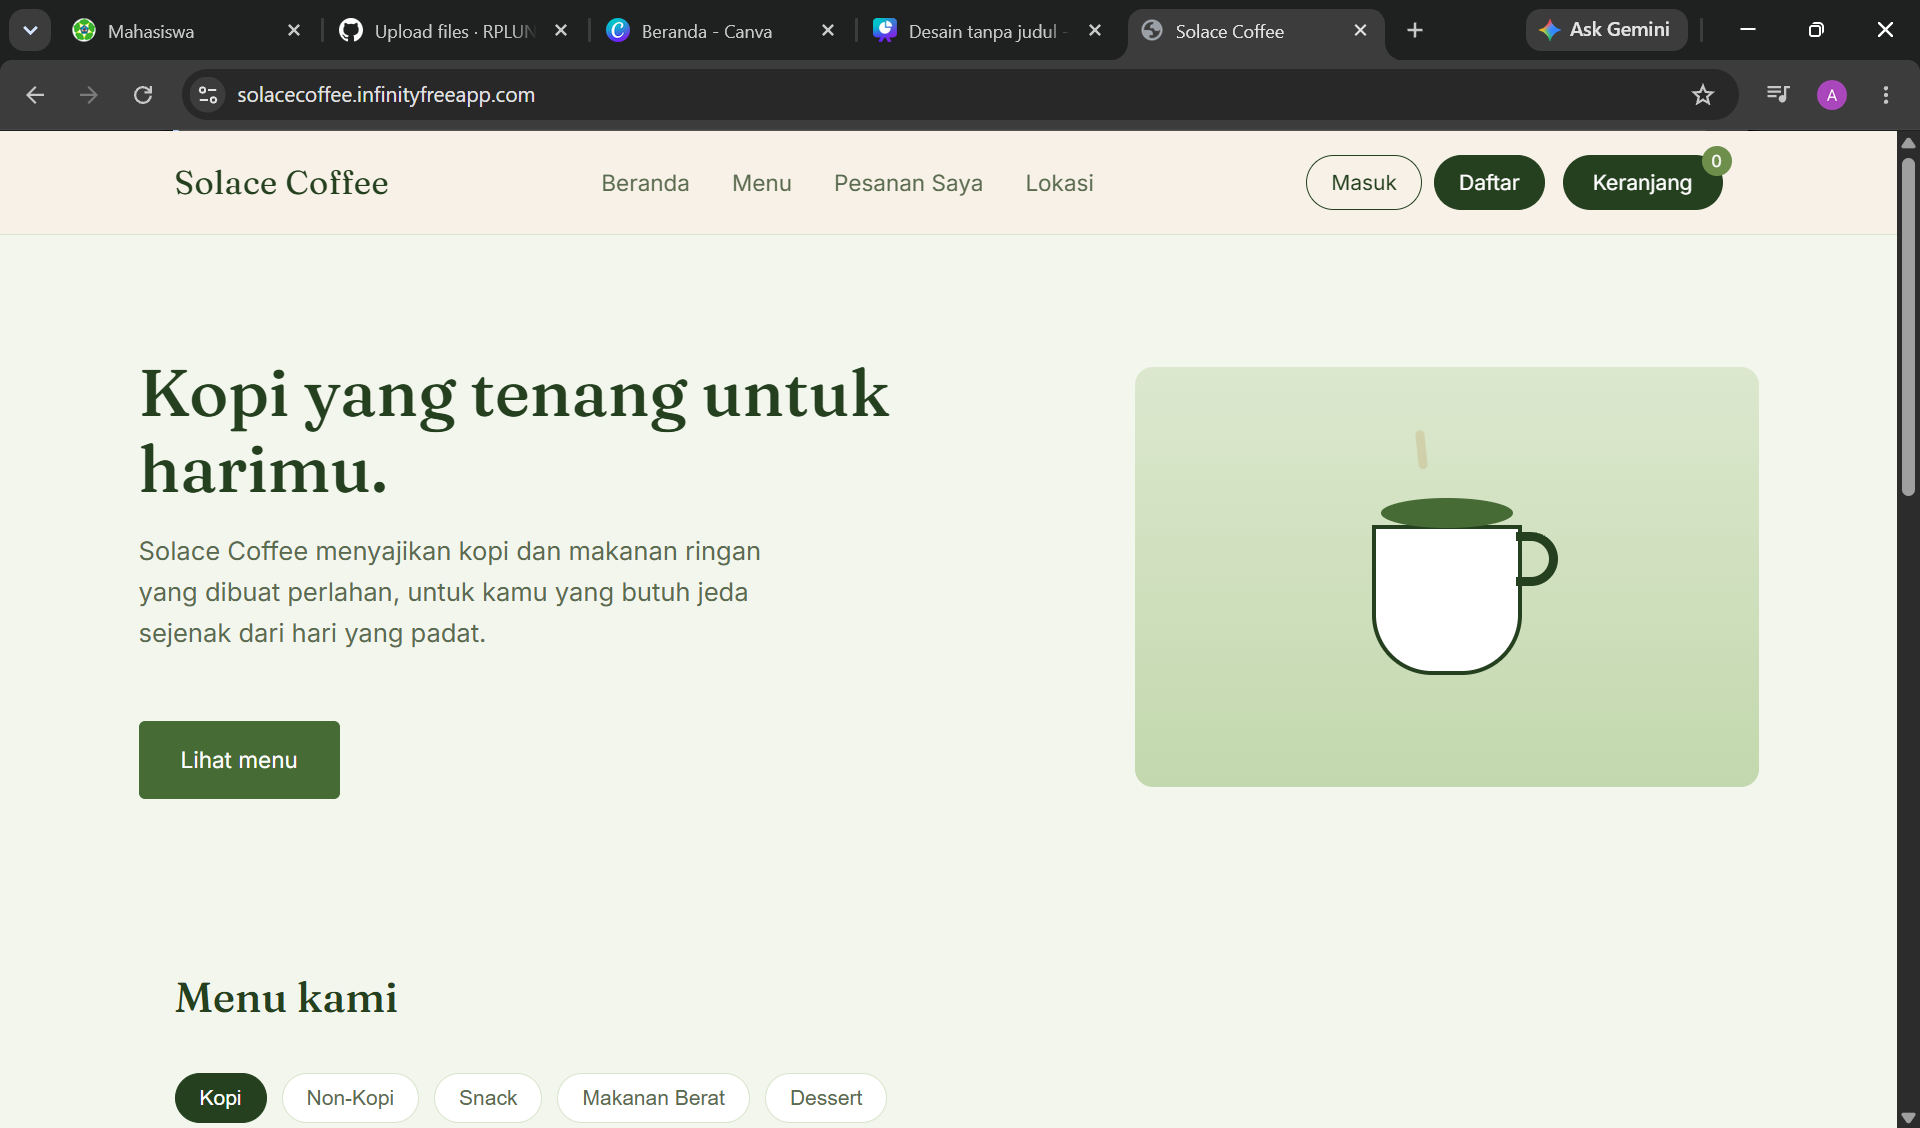 Mahasiswa
Upload files · RPLUN
Beranda - Canva
Desain tanpa judul -
Solace Coffee
Ask Gemini
solacecoffee.infinityfreeapp.com
A
Solace Coffee
Beranda
Menu
Pesanan Saya
Lokasi
Masuk
Daftar
Keranjang
0
Kopi yang tenang untuk
harimu.
Solace Coffee menyajikan kopi dan makanan ringan
yang dibuat perlahan, untuk kamu yang butuh jeda
sejenak dari hari yang padat.
Lihat menu
Menu kami
Kopi
Non-Kopi
Snack
Makanan Berat
Dessert